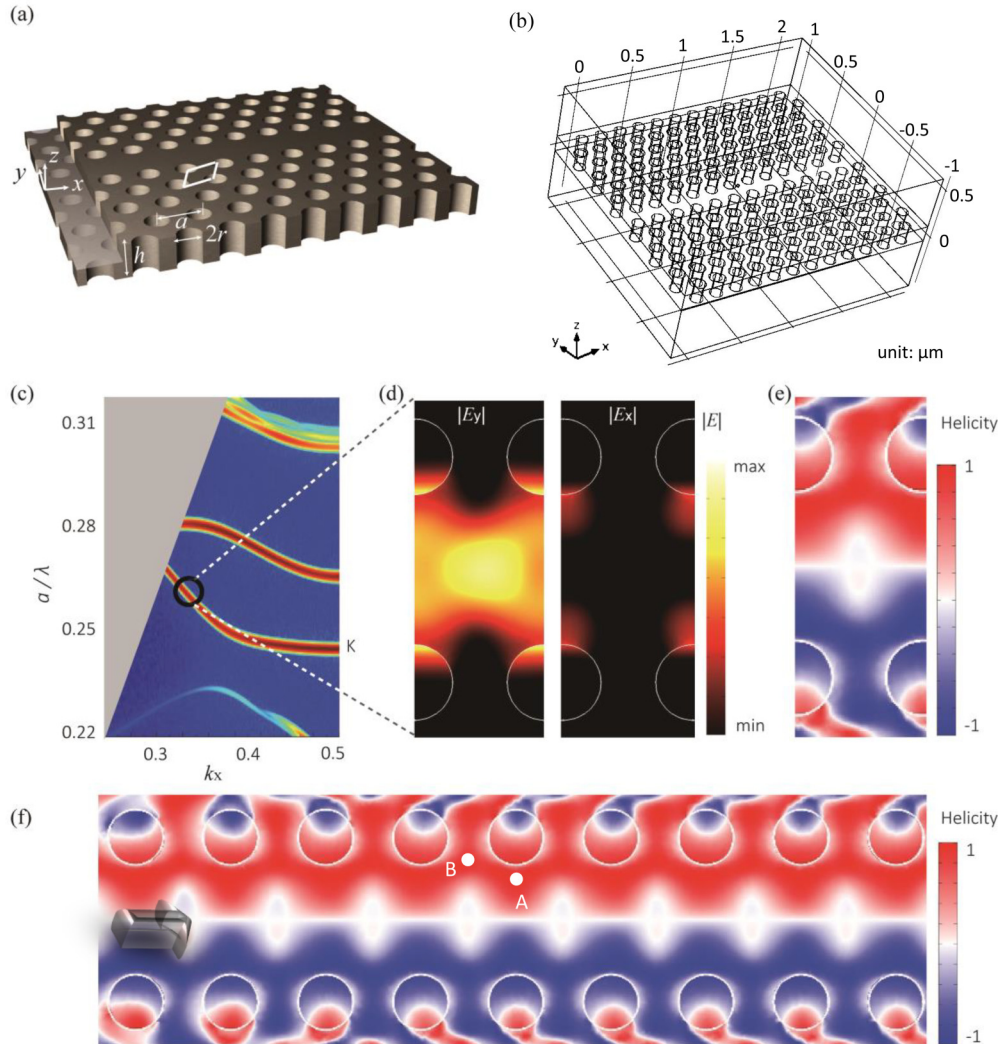 (a)
z
y
x
a
2r
h
(b)
0
0.5
1
1.5
2
1
0.5
0
-0.5
-1
0.5
0
z
y
x
unit: μm
(c)
a / λ
0.31
0.28
0.25
0.22
0.3
0.4
0.5
kx
K
(d)
|Ey|
|Ex|
|E|
max
min
(e)
Helicity
1
-1
(f)
B
A
Helicity
1
-1